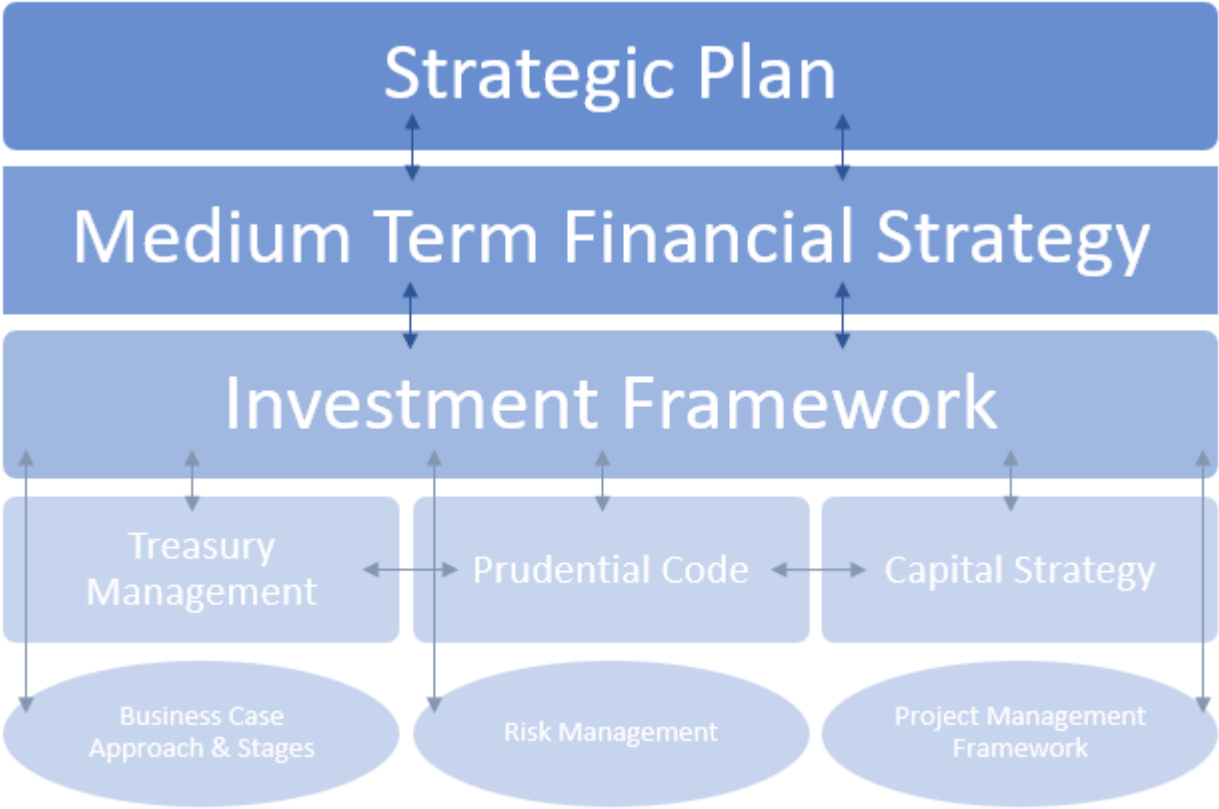 Strategic Plan
Medium Term Financial Strategy
Investment Framework
Treasury
Management
Prudential Code
Capital Strategy
Business Case
Approach & Stages
Risk Management
Project Management
Framework